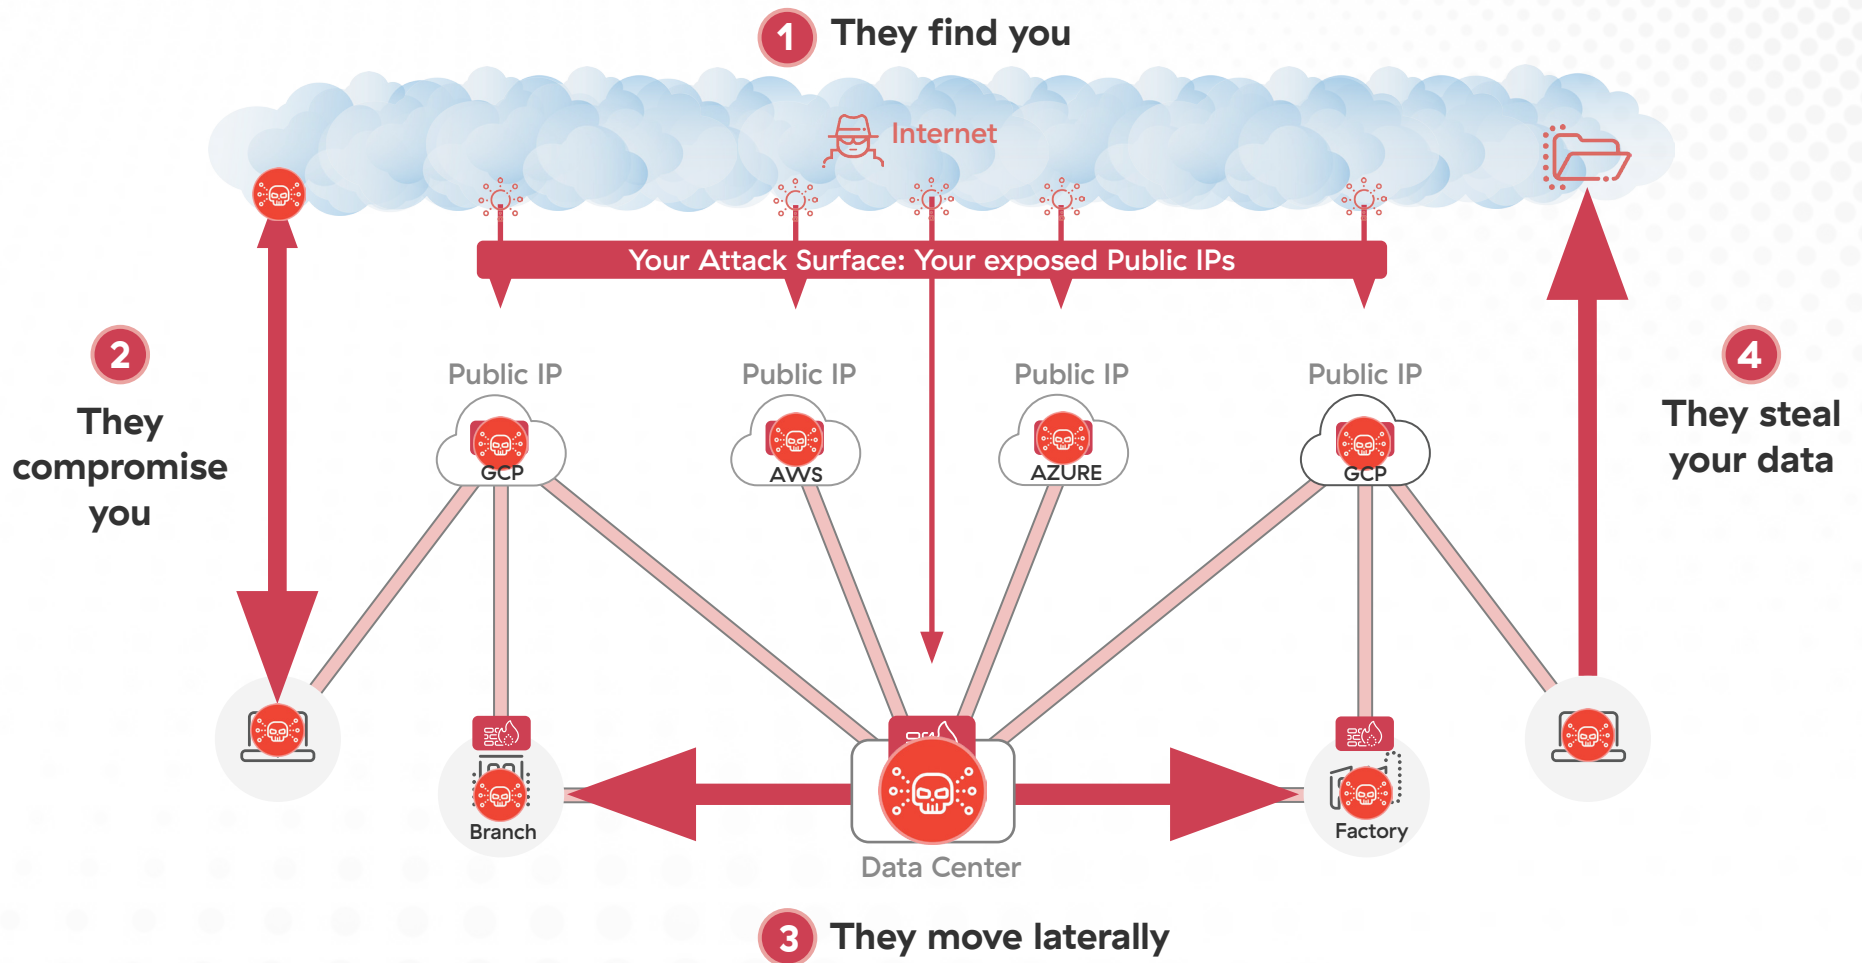 1 They find you
Internet
Your Attack Surface: Your exposed Public IPs
2
They
compromise
you
Public IP
GCP
Public IP
AWS
Public IP
AZURE
Public IP
GCP
4
They steal
your data
Branch
Data Center
Factory
3 They move laterally